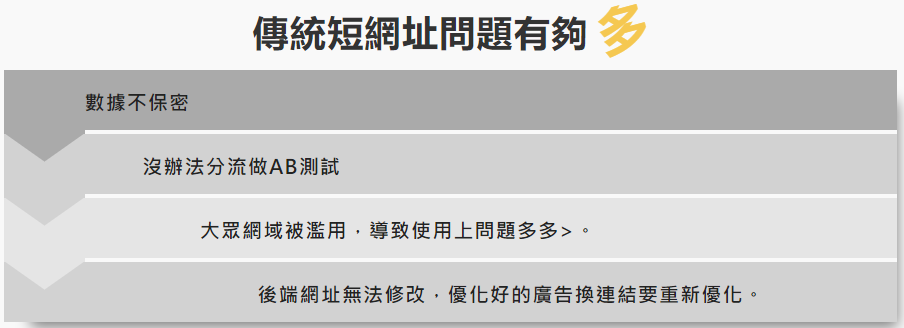 傳統短網址問題有夠 多
數據不保密
沒辦法分流做AB測試
大眾網域被濫用，導致使用上問題多多>。
後端網址無法修改，優化好的廣告換連結要重新優化。